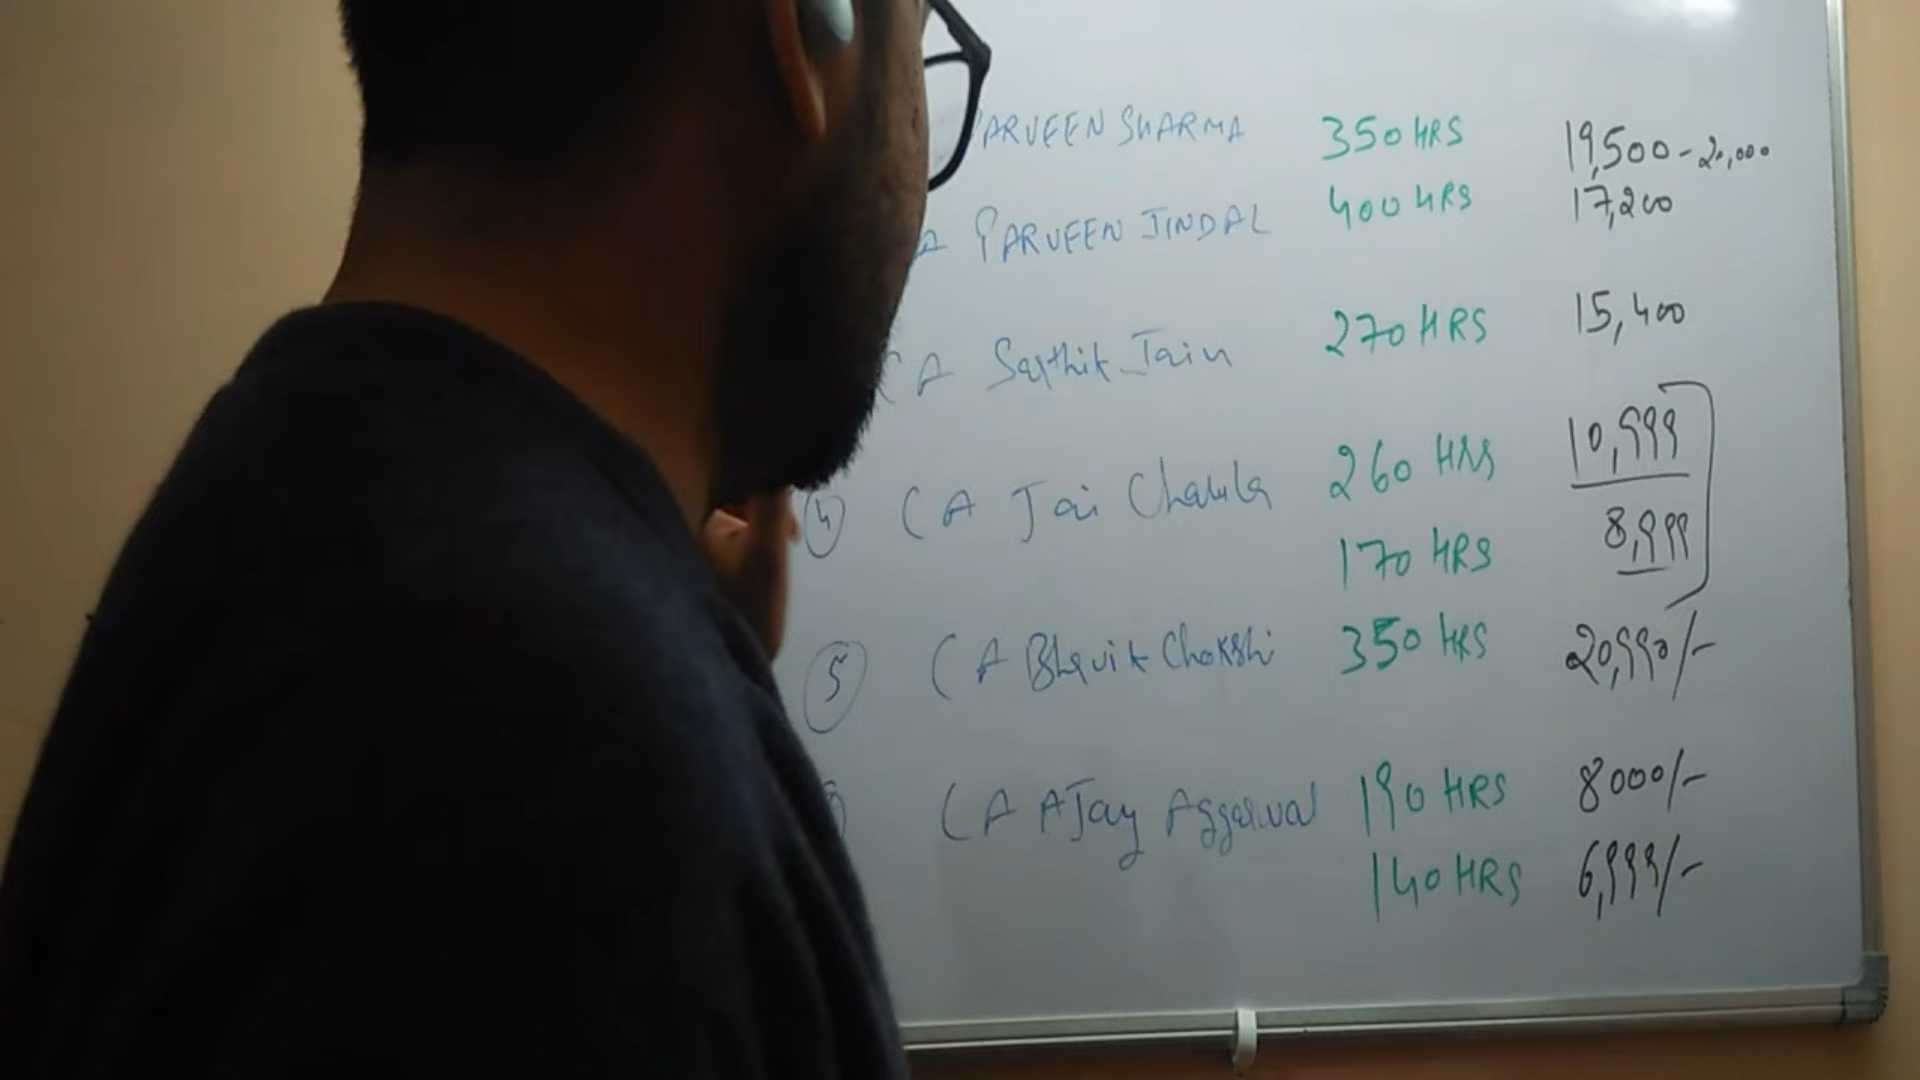 PARVEEN SHARMA 350 HRS 19,500 - 20,000
A PARVEEN JINDAL 400 HRS 17,200
CA Sarthik Jain 270 HRS 15,400
4 CA Jai Chawla 260 HRS 10,999
170 HRS 8,999
5 CA Bhavik Chokshi 350 HRS 20,990/-
CA AJay Aggarwal 190 HRS 8000/-
140 HRS 6,999/-